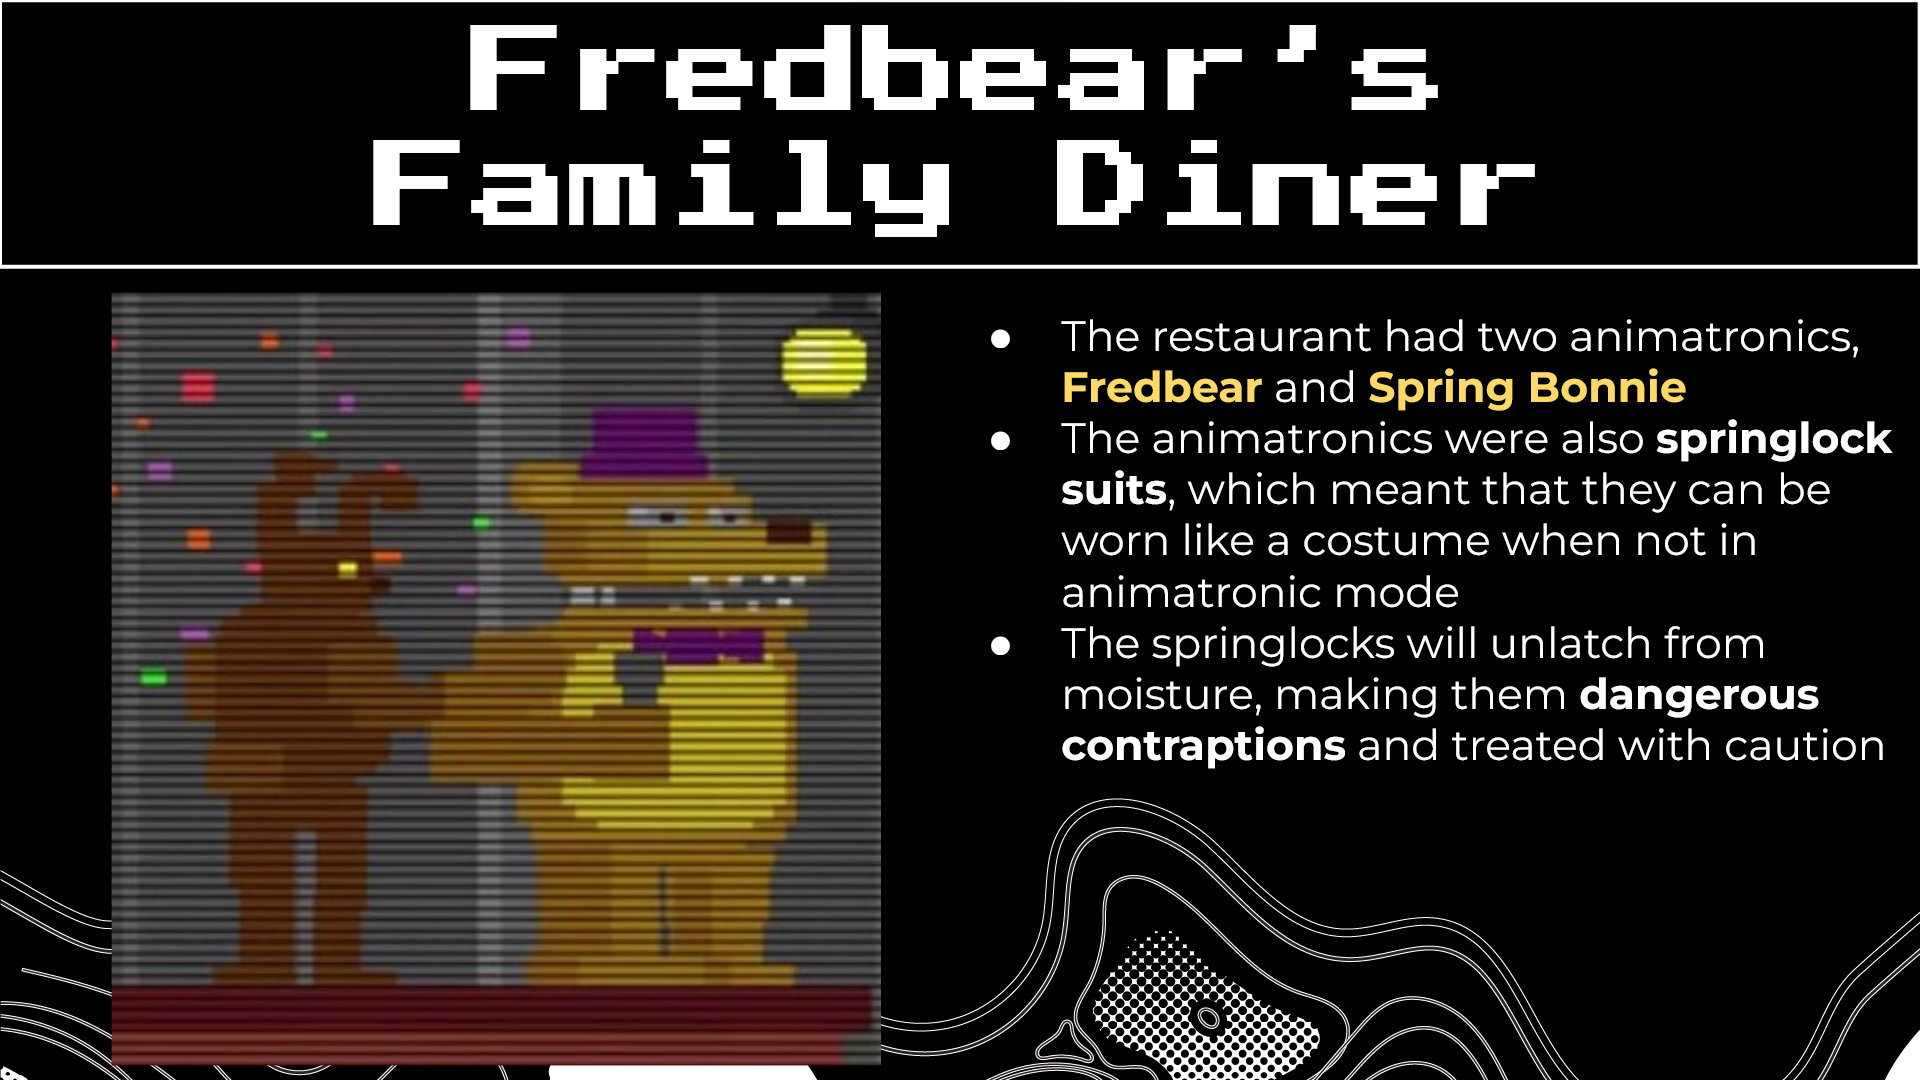 Fredbear's
Family Diner
● The restaurant had two animatronics,
Fredbear and Spring Bonnie
● The animatronics were also springlock
suits, which meant that they can be
worn like a costume when not in
animatronic mode
● The springlocks will unlatch from
moisture, making them dangerous
contraptions and treated with caution